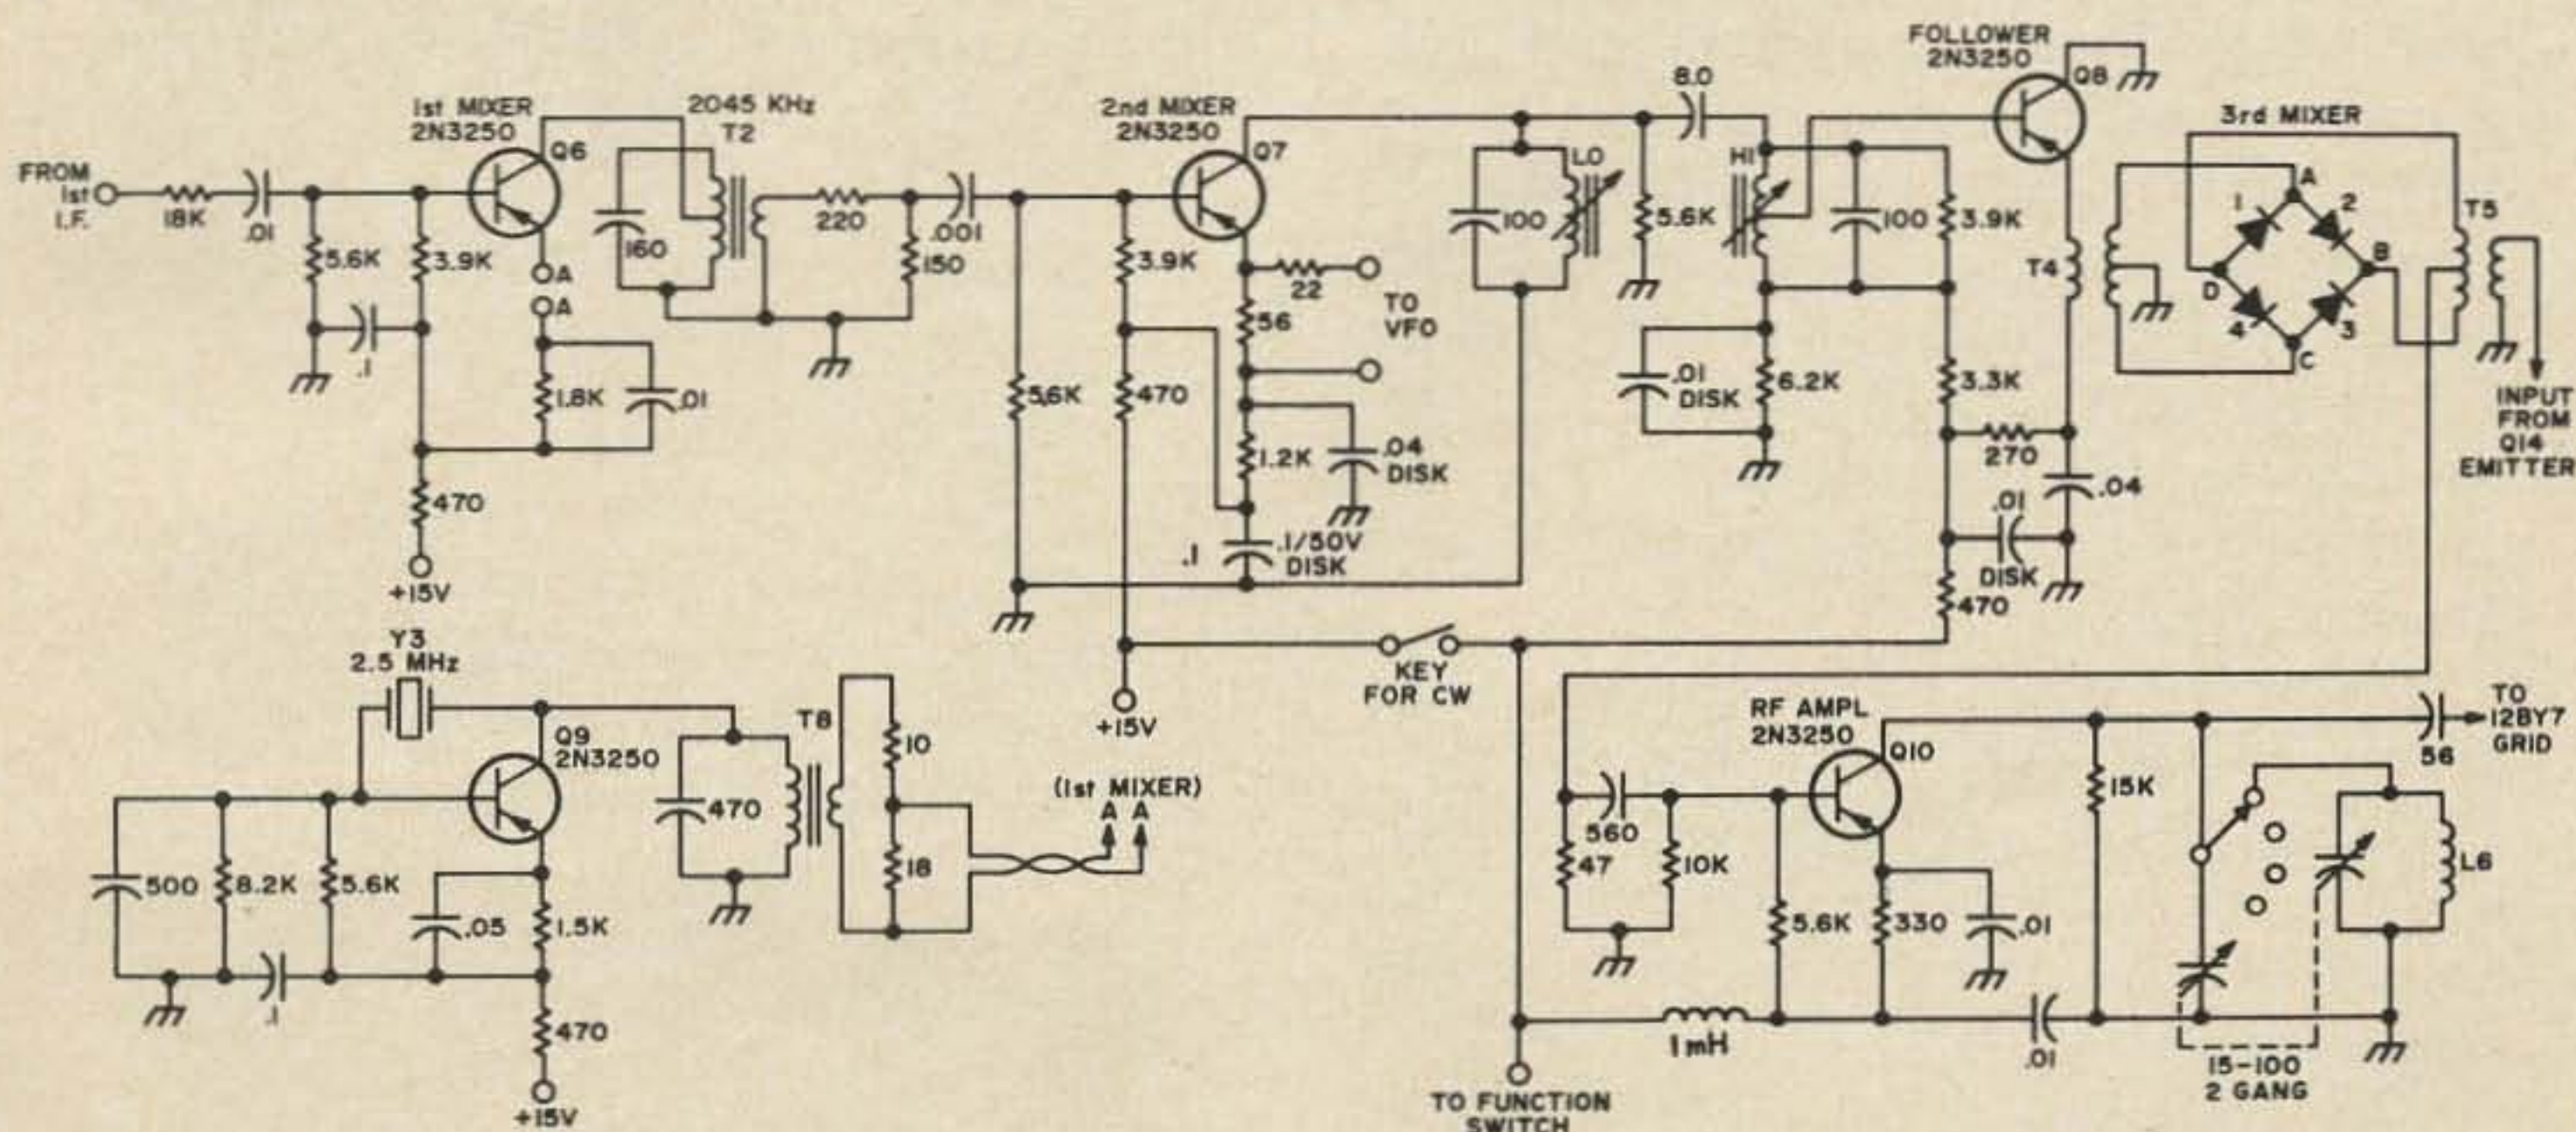 FROM
1st
I.F.
18K
.01
5.6K
.1
3.9K
1st MIXER
2N3250
Q6
A
A
1.8K
.01
470
+15V
2045 KHz
T2
160
220
150
.001
2nd MIXER
2N3250
Q7
3.9K
5.6K
470
22
TO
VFO
56
1.2K
.04
DISK
.1
.1/50V
DISK
+15V
100
LO
5.6K
8.0
HI
100
3.9K
.01
DISK
6.2K
3.3K
270
.04
.01
DISK
470
FOLLOWER
2N3250
Q8
T4
3rd MIXER
A
1
2
B
D
4
3
C
T5
INPUT
FROM
Q14
EMITTER
KEY
FOR CW
Y3
2.5 MHz
Q9
2N3250
500
8.2K
5.6K
.05
1.5K
.1
470
+15V
470
T8
10
18
(1st MIXER)
A A
RF AMPL
2N3250
Q10
560
47
10K
5.6K
330
.01
15K
56
TO
12BY7
GRID
L6
1mH
.01
15-100
2 GANG
TO FUNCTION
SWITCH